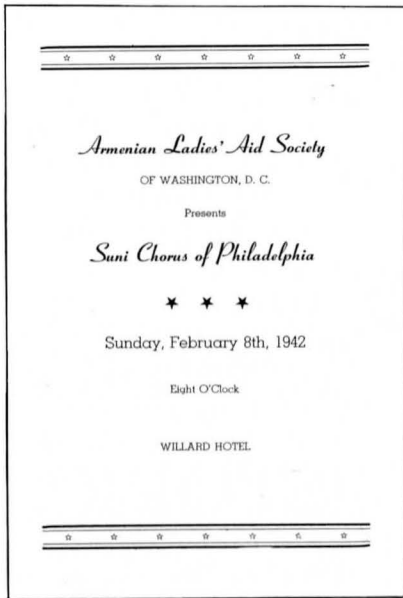 Armenian Ladies' Aid Society
OF WASHINGTON, D. C.
Presents
Suni Chorus of Philadelphia
Sunday, February 8th, 1942
Eight O'Clock
WILLARD HOTEL